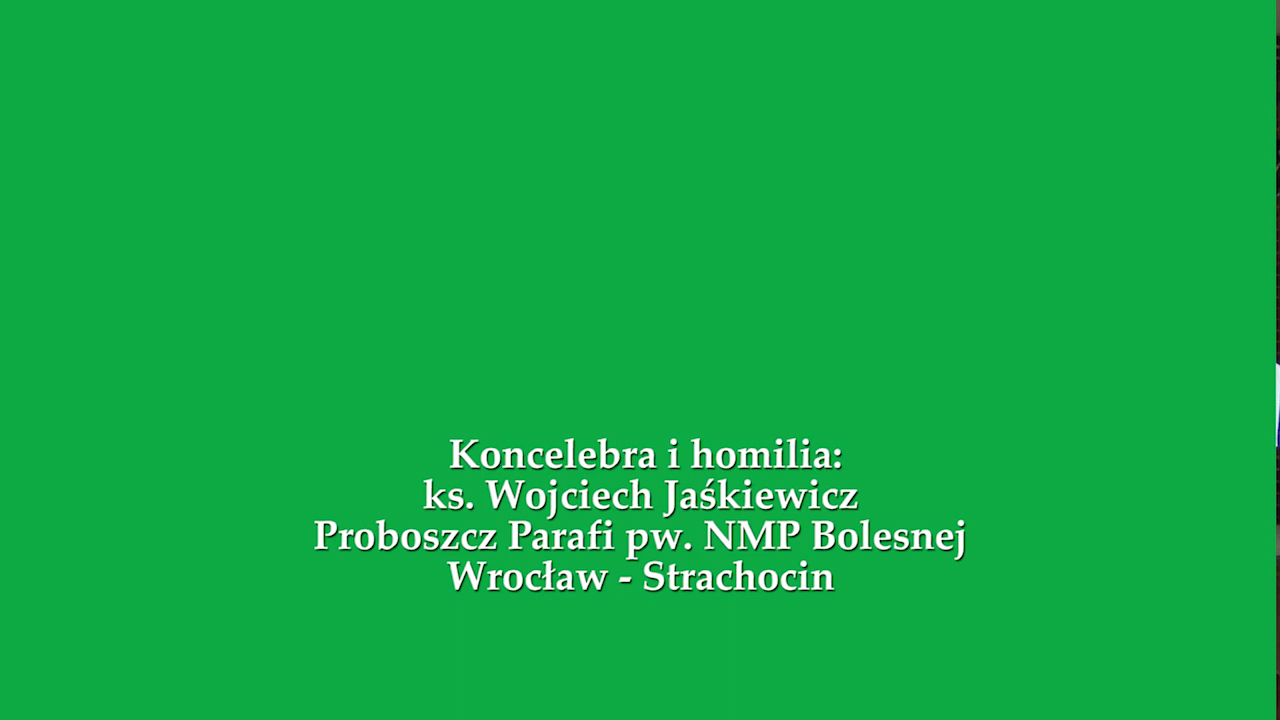 Koncelebra i homilia:
ks. Wojciech Jaśkiewicz
Proboszcz Parafi pw. NMP Bolesnej
Wrocław - Strachocin